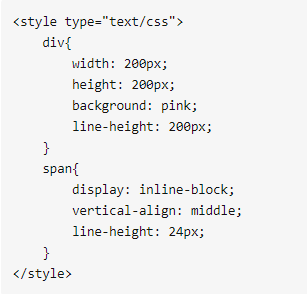 <style type="text/css">
    div{
        width: 200px;
        height: 200px;
        background: pink;
        line-height: 200px;
    }
    span{
        display: inline-block;
        vertical-align: middle;
        line-height: 24px;
    }
</style>